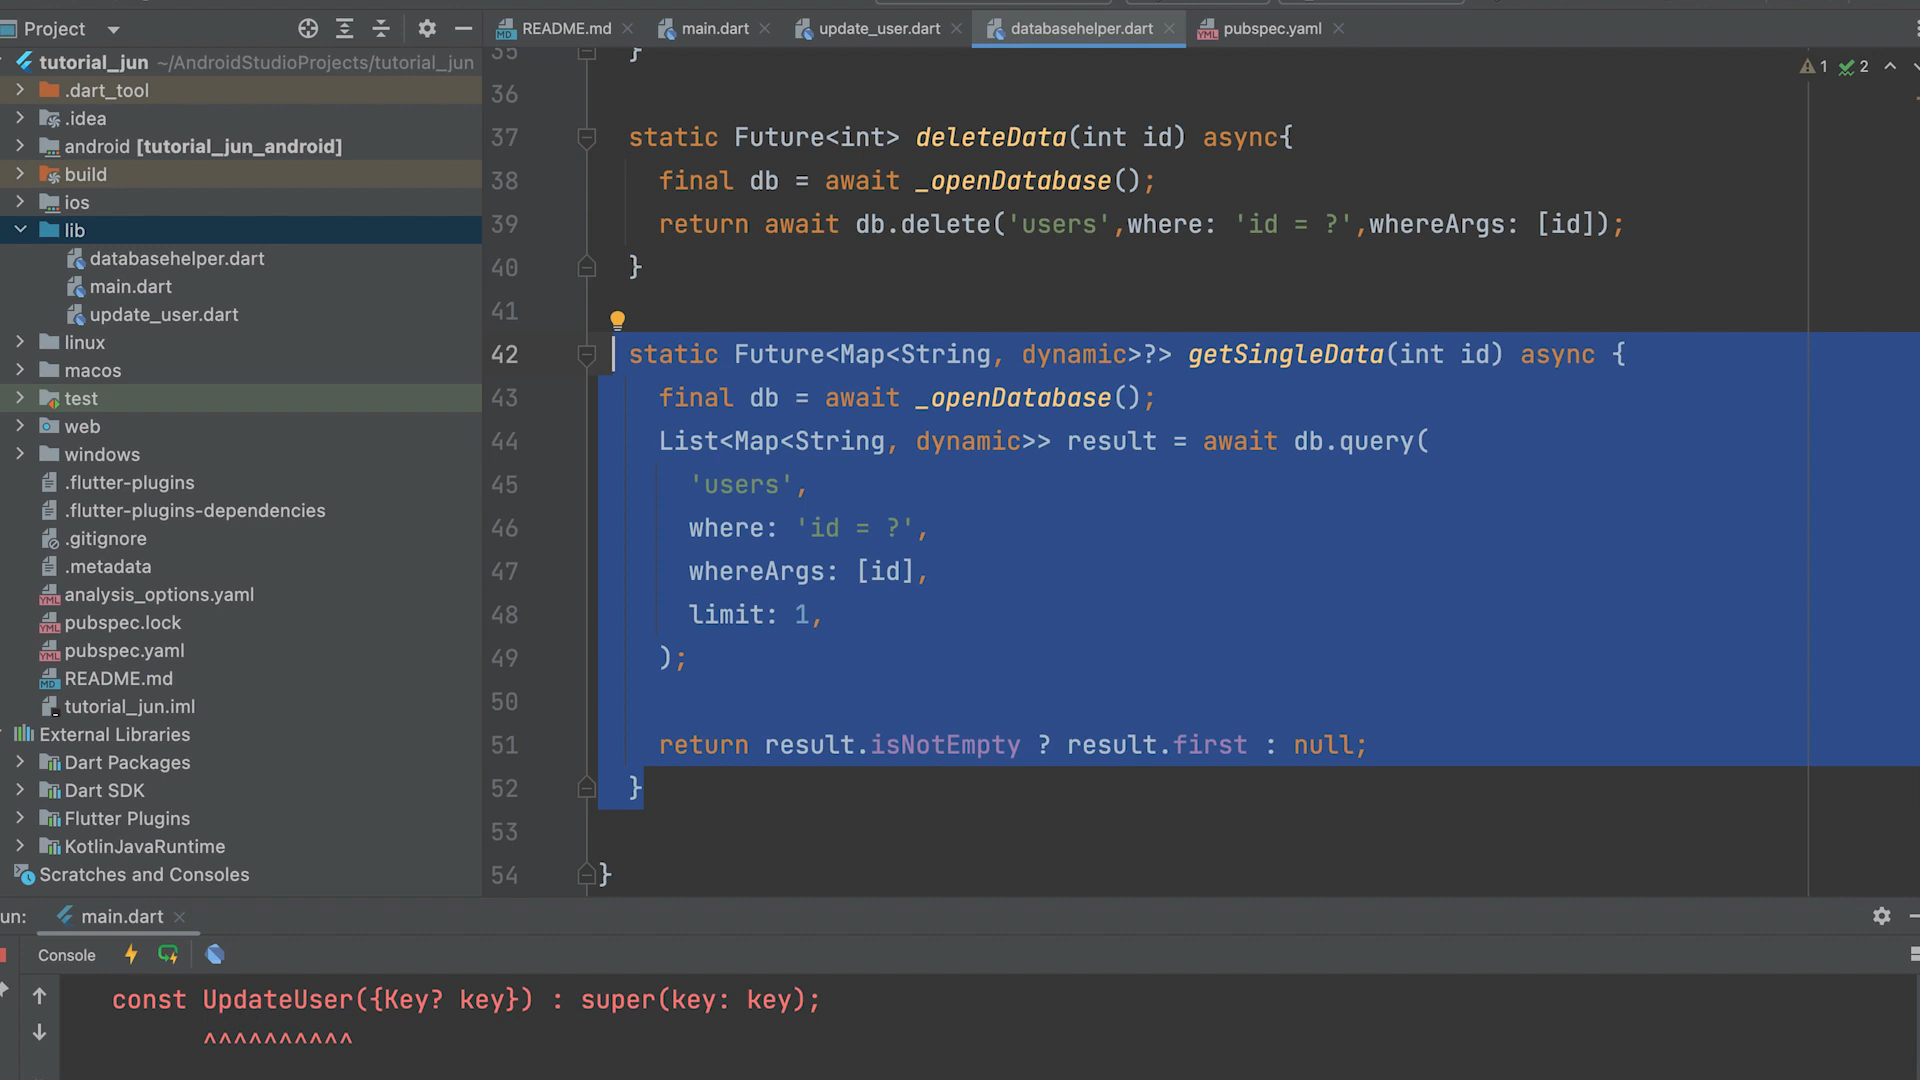 Project
README.md
main.dart
update_user.dart
databasehelper.dart
pubspec.yaml
tutorial_jun ~/AndroidStudioProjects/tutorial_jun
.dart_tool
.idea
android [tutorial_jun_android]
build
ios
lib
databasehelper.dart
main.dart
update_user.dart
linux
macos
test
web
windows
.flutter-plugins
.flutter-plugins-dependencies
.gitignore
.metadata
analysis_options.yaml
pubspec.lock
pubspec.yaml
README.md
tutorial_jun.iml
External Libraries
Dart Packages
Dart SDK
Flutter Plugins
KotlinJavaRuntime
Scratches and Consoles
1 2
35 }
36
37 static Future<int> deleteData(int id) async{
38 final db = await _openDatabase();
39 return await db.delete('users',where: 'id = ?',whereArgs: [id]);
40 }
41
42 static Future<Map<String, dynamic>?> getSingleData(int id) async {
43 final db = await _openDatabase();
44 List<Map<String, dynamic>> result = await db.query(
45 'users',
46 where: 'id = ?',
47 whereArgs: [id],
48 limit: 1,
49 );
50
51 return result.isNotEmpty ? result.first : null;
52 }
53
54 }
un: main.dart
Console
const UpdateUser({Key? key}) : super(key: key);
^^^^^^^^^^